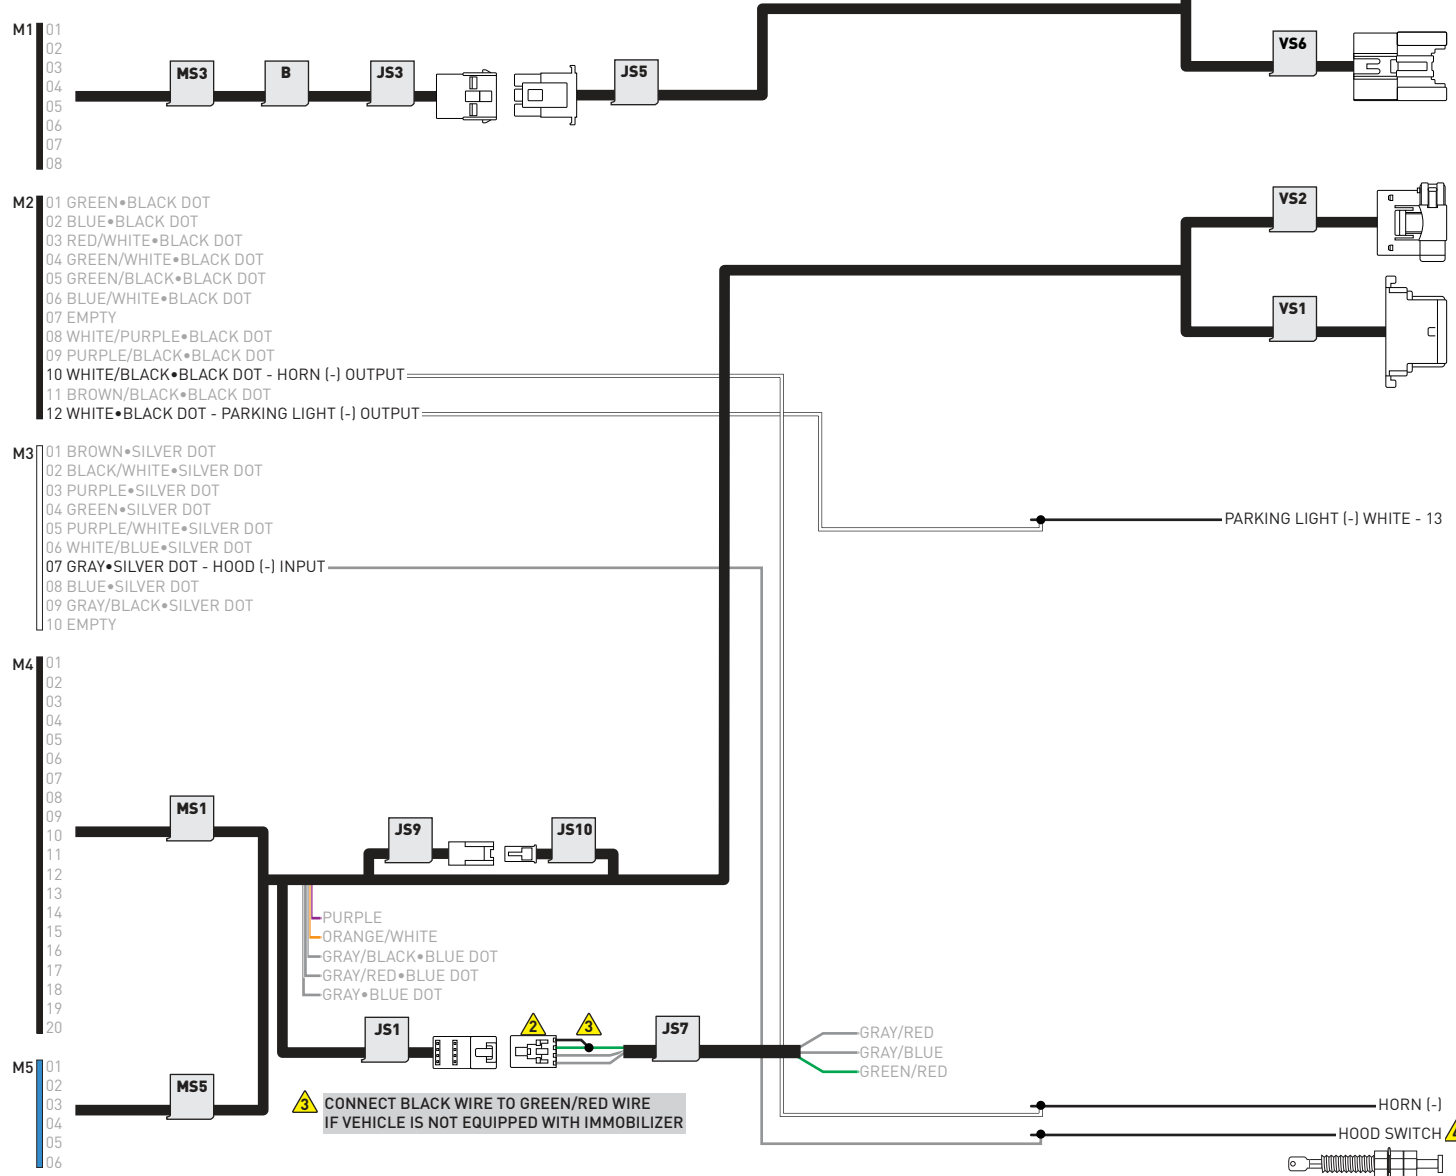 M1 01
02
03
04
05
06
07
08
MS3 B JS3 JS5 VS6
M2 01 GREEN•BLACK DOT
02 BLUE•BLACK DOT
03 RED/WHITE•BLACK DOT
04 GREEN/WHITE•BLACK DOT
05 GREEN/BLACK•BLACK DOT
06 BLUE/WHITE•BLACK DOT
07 EMPTY
08 WHITE/PURPLE•BLACK DOT
09 PURPLE/BLACK•BLACK DOT
10 WHITE/BLACK•BLACK DOT - HORN (-) OUTPUT
11 BROWN/BLACK•BLACK DOT
12 WHITE•BLACK DOT - PARKING LIGHT (-) OUTPUT
VS2
VS1
M3 01 BROWN•SILVER DOT
02 BLACK/WHITE•SILVER DOT
03 PURPLE•SILVER DOT
04 GREEN•SILVER DOT
05 PURPLE/WHITE•SILVER DOT
06 WHITE/BLUE•SILVER DOT
07 GRAY•SILVER DOT - HOOD (-) INPUT
08 BLUE•SILVER DOT
09 GRAY/BLACK•SILVER DOT
10 EMPTY
PARKING LIGHT (-) WHITE - 13
M4 01
02
03
04
05
06
07
08
09
10
11
12
13
14
15
16
17
18
19
20
MS1
JS9 JS10
PURPLE
ORANGE/WHITE
GRAY/BLACK•BLUE DOT
GRAY/RED•BLUE DOT
GRAY•BLUE DOT
JS1 2 3 JS7
GRAY/RED
GRAY/BLUE
GREEN/RED
M5 01
02
03
04
05
06
MS5
3 CONNECT BLACK WIRE TO GREEN/RED WIRE
IF VEHICLE IS NOT EQUIPPED WITH IMMOBILIZER
HORN (-)
HOOD SWITCH